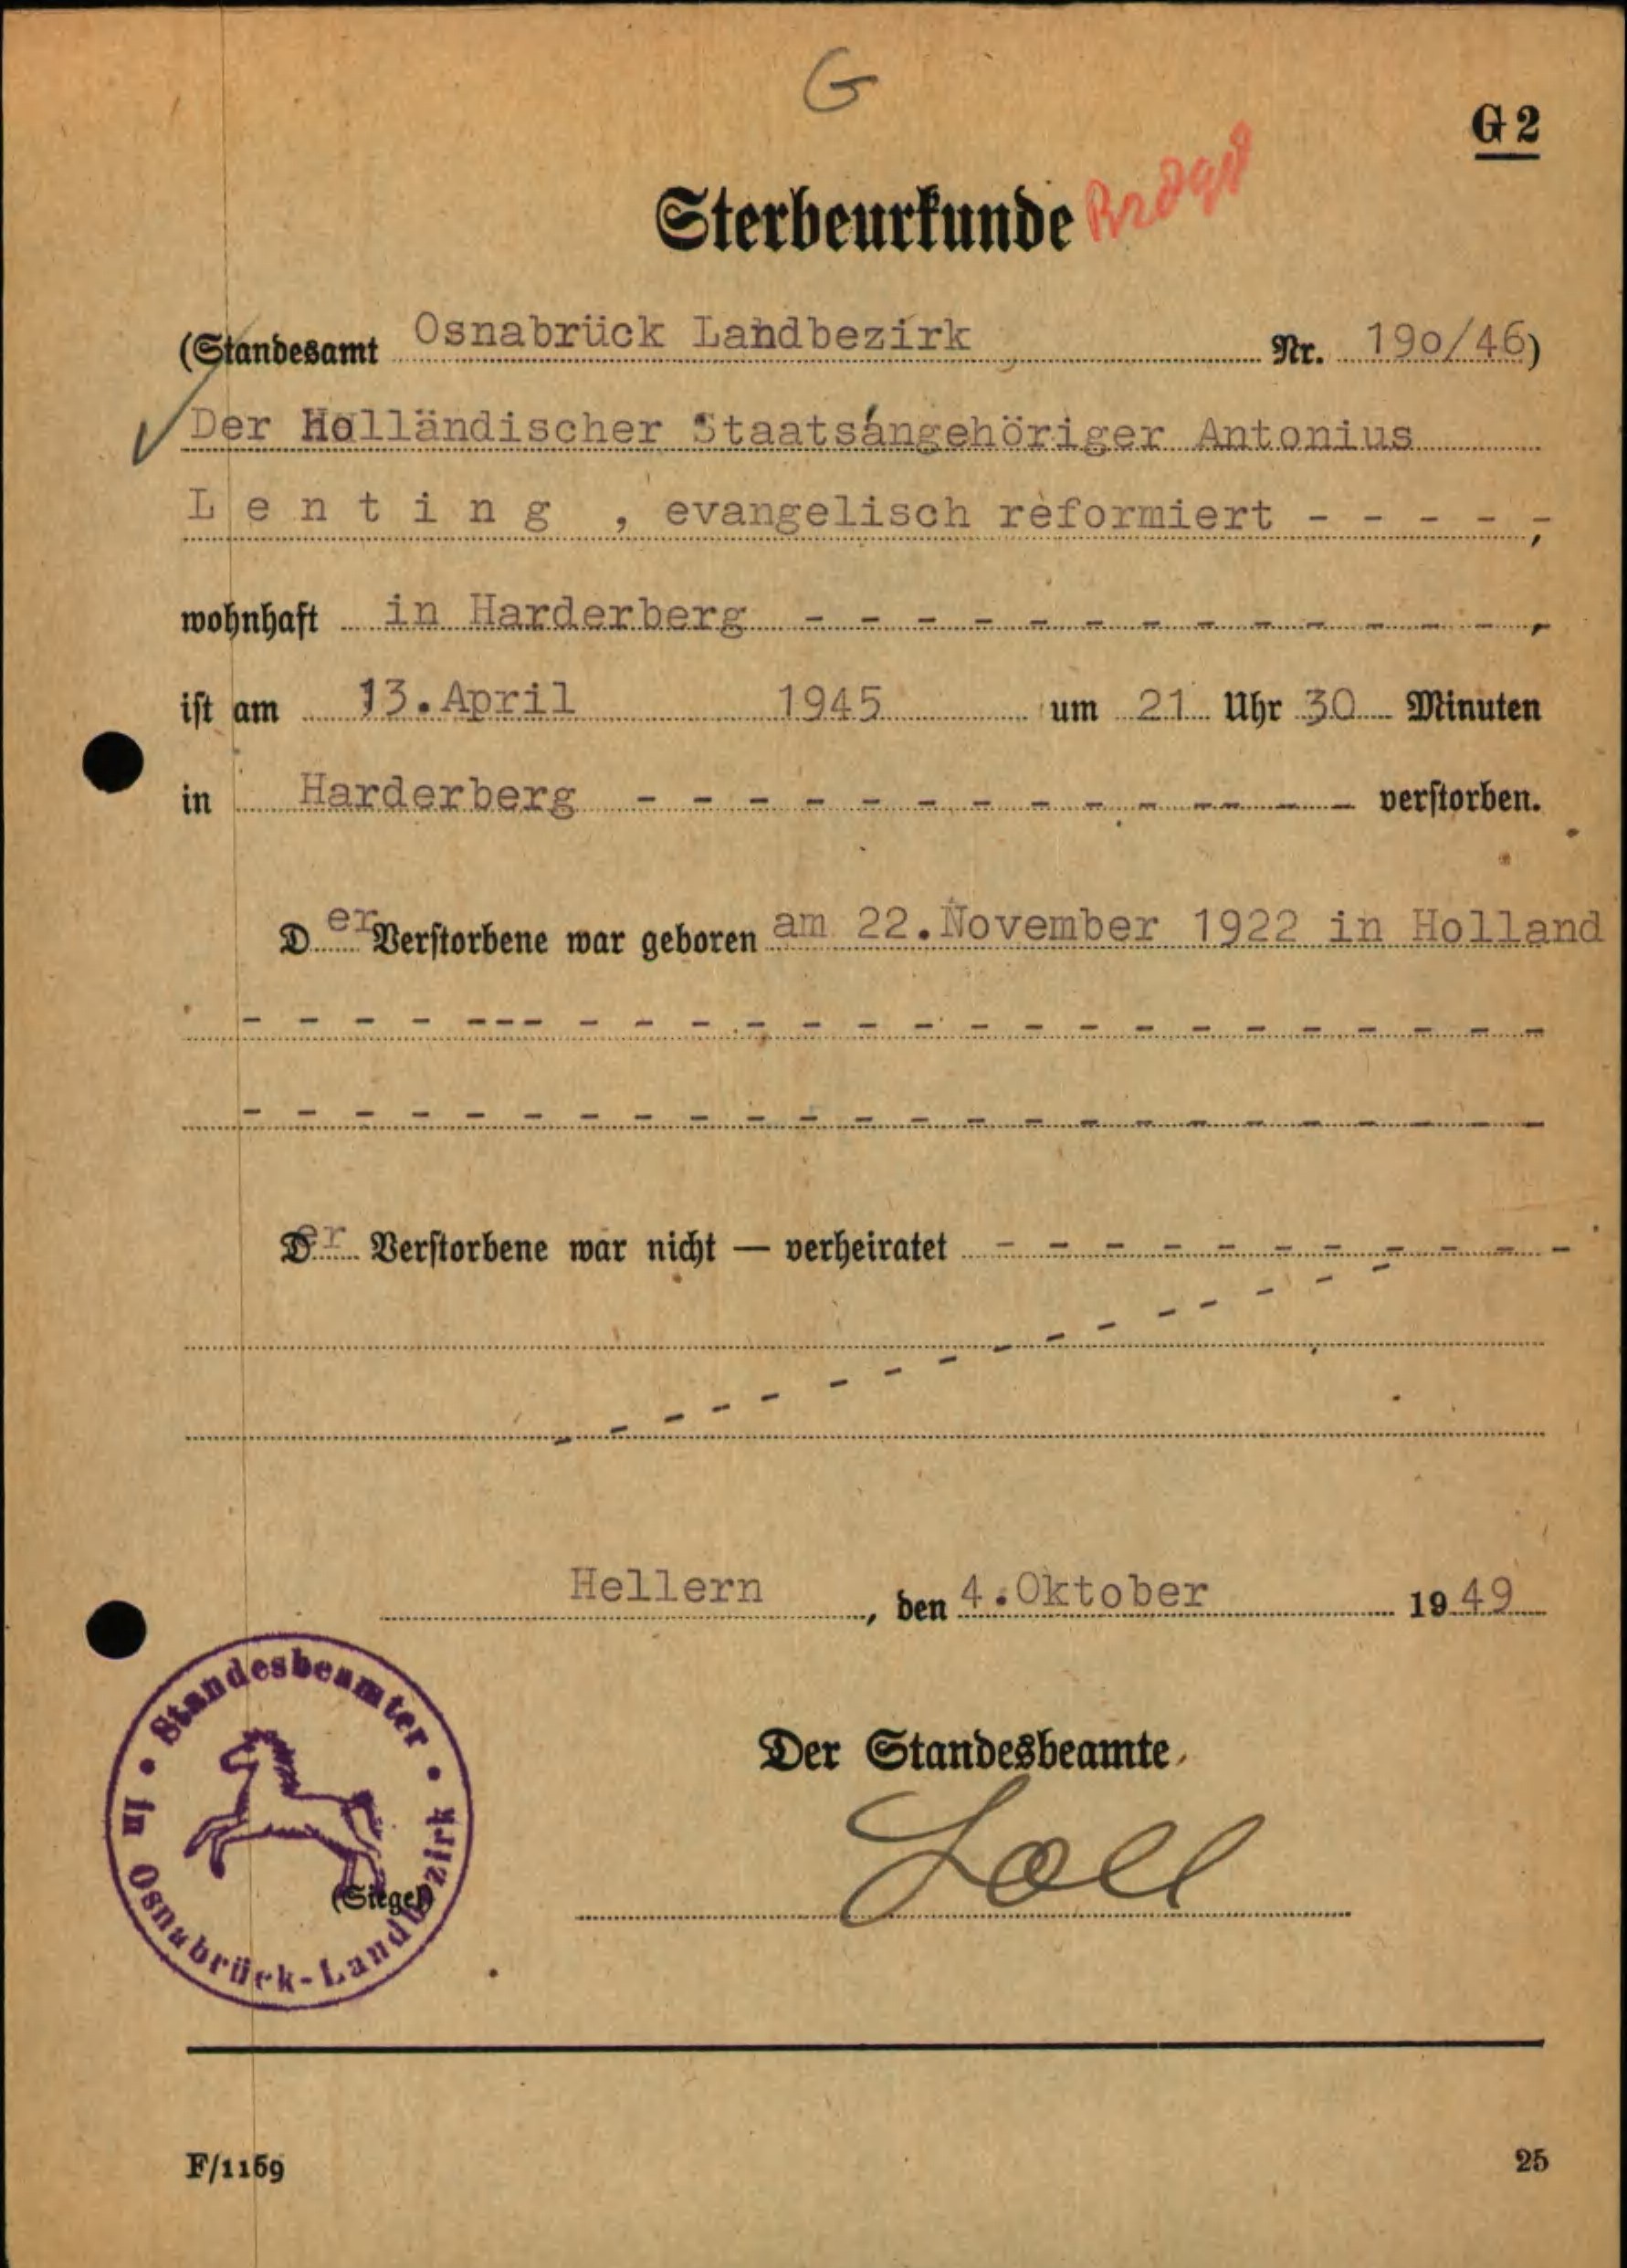 G
G 2
Sterbeurkunde
(Standesamt Osnabrück Landbezirk Nr. 190/46)
Der Holländischer Staatsangehöriger Antonius
L e n t i n g , evangelisch reformiert - - - - -,
wohnhaft in Harderberg - - - - - - - - - - - - - -,
ist am 13. April 1945 um 21 Uhr 30 Minuten
in Harderberg - - - - - - - - - - - - - verstorben.
Der Verstorbene war geboren am 22. November 1922 in Holland
- - - - --- - - - - - - - - - - - - - - - - - -
- - - - - - - - - - - - - - - - - - - - - - - -
Der Verstorbene war nicht — verheiratet - - - - - - - - - - -
Hellern, den 4. Oktober 1949
Standesbeamter
in Osnabrück-Landbezirk
(Siegel)
Der Standesbeamte
F/1169
25